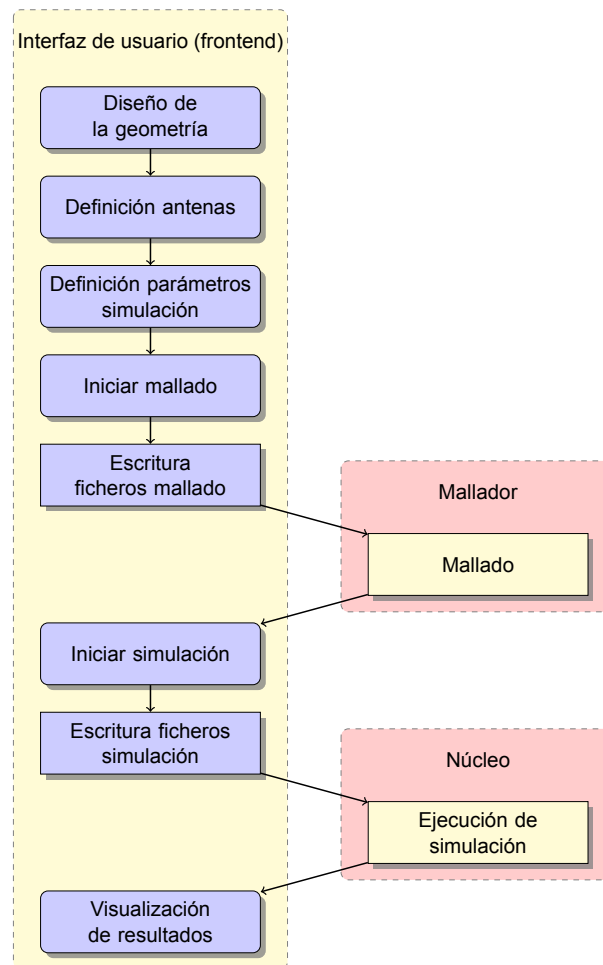 Interfaz de usuario (frontend)
Diseño de
la geometría
Definición antenas
Definición parámetros
simulación
Iniciar mallado
Escritura
ficheros mallado
Mallador
Mallado
Iniciar simulación
Escritura ficheros
simulación
Núcleo
Ejecución de
simulación
Visualización
de resultados